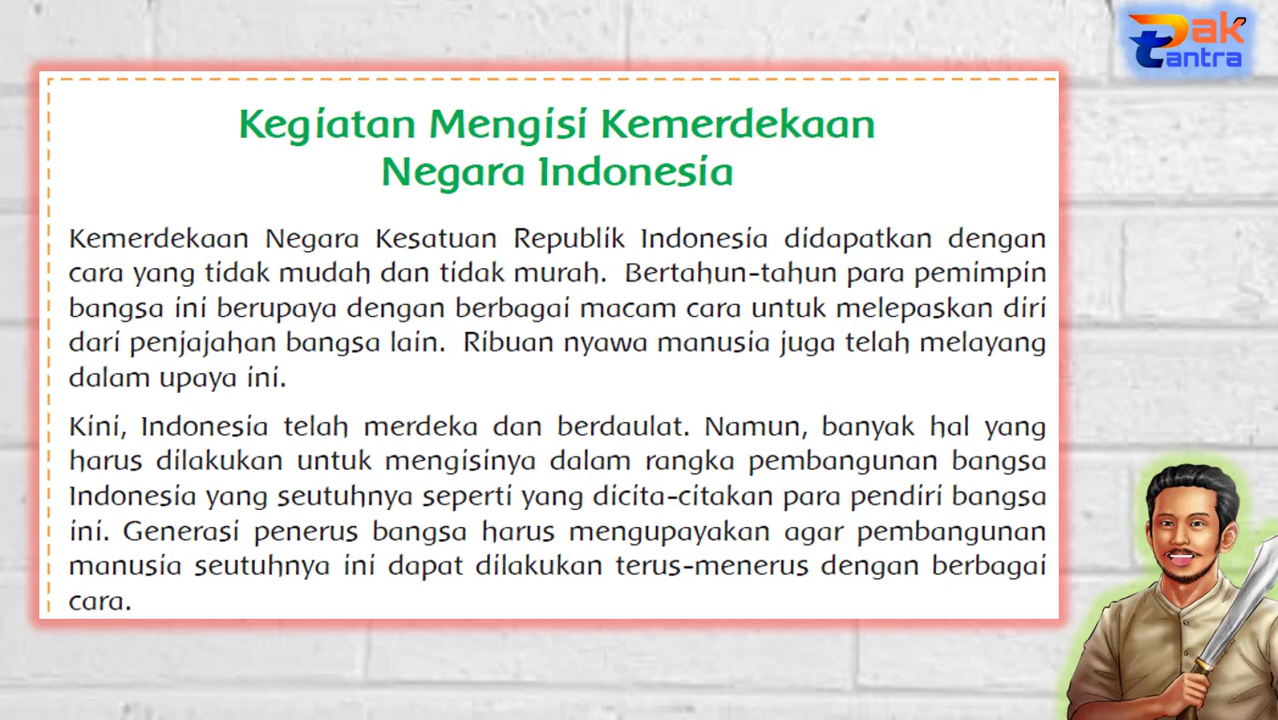 Pak
tantra
Kegiatan Mengisi Kemerdekaan
Negara Indonesia
Kemerdekaan Negara Kesatuan Republik Indonesia didapatkan dengan
cara yang tidak mudah dan tidak murah. Bertahun-tahun para pemimpin
bangsa ini berupaya dengan berbagai macam cara untuk melepaskan diri
dari penjajahan bangsa lain. Ribuan nyawa manusia juga telah melayang
dalam upaya ini.
Kini, Indonesia telah merdeka dan berdaulat. Namun, banyak hal yang
harus dilakukan untuk mengisinya dalam rangka pembangunan bangsa
Indonesia yang seutuhnya seperti yang dicita-citakan para pendiri bangsa
ini. Generasi penerus bangsa harus mengupayakan agar pembangunan
manusia seutuhnya ini dapat dilakukan terus-menerus dengan berbagai
cara.